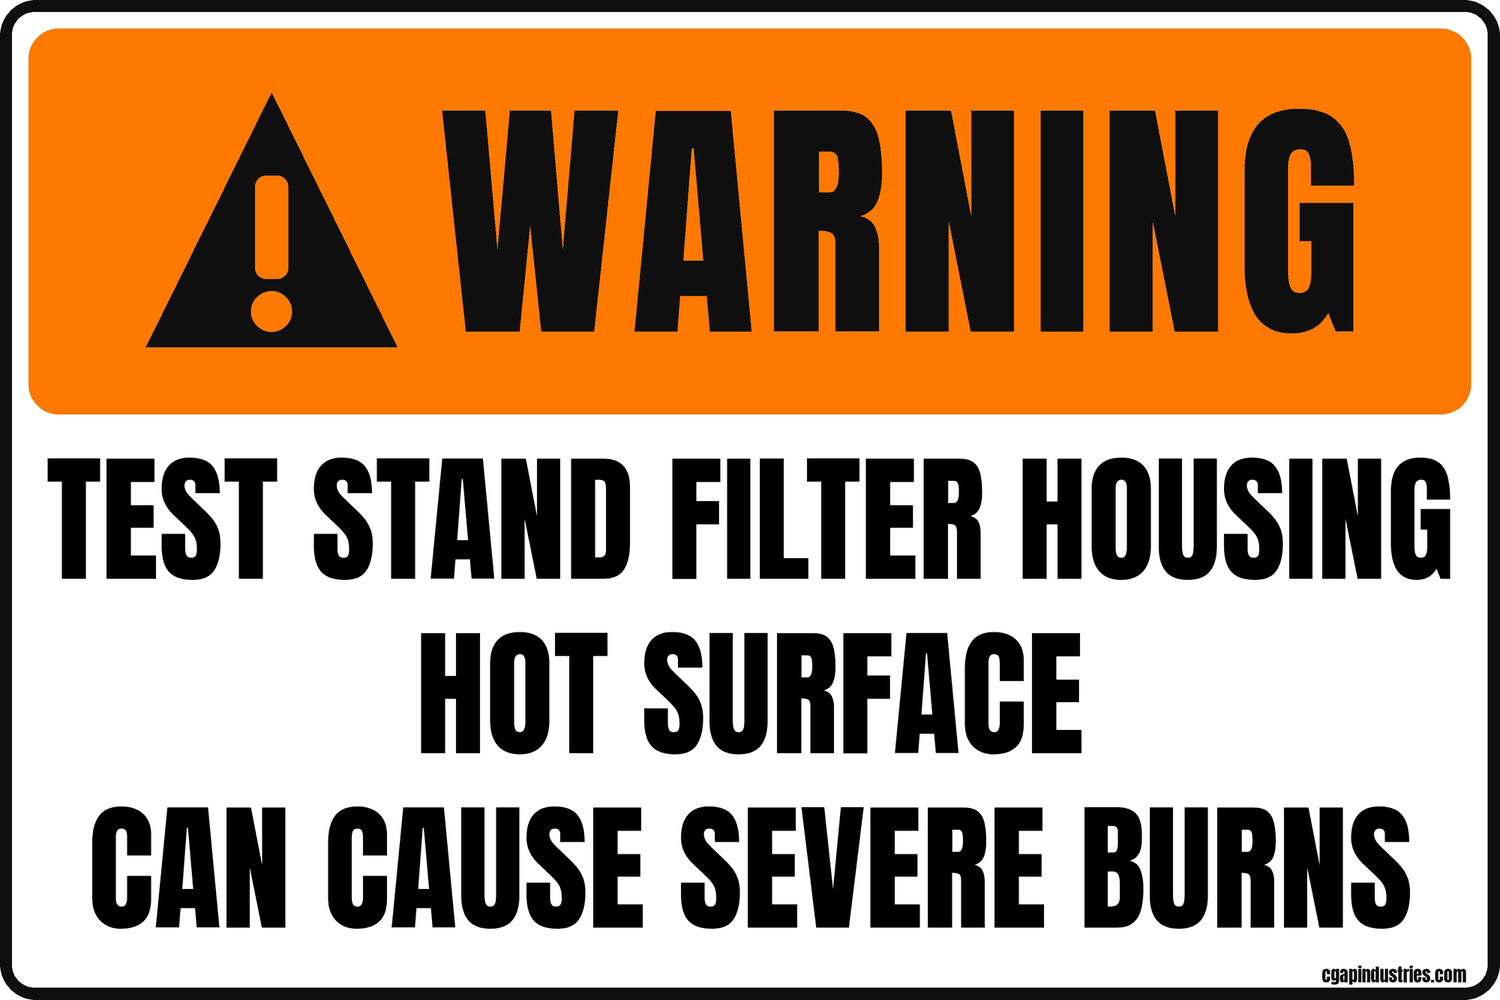 WARNING
TEST STAND FILTER HOUSING
HOT SURFACE
CAN CAUSE SEVERE BURNS
cgapindustries.com